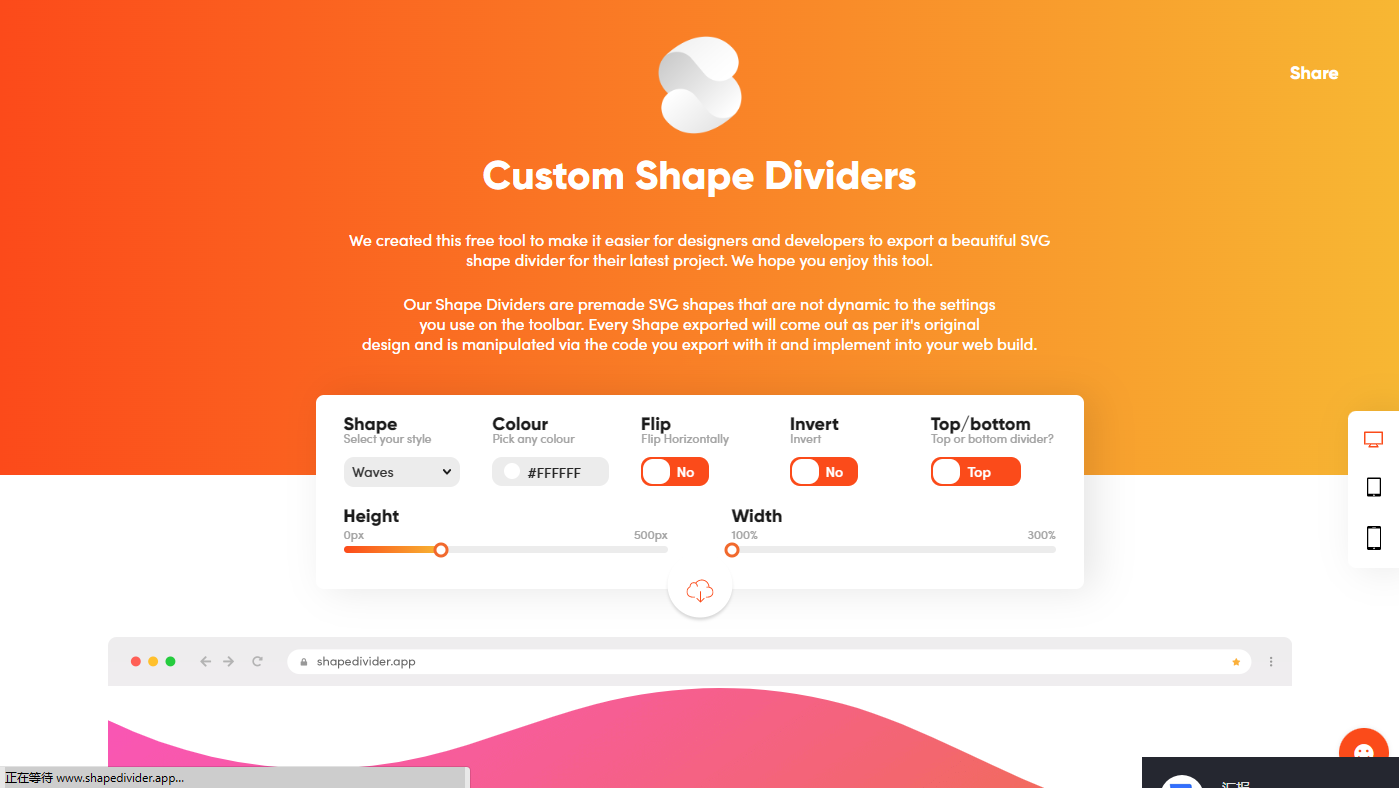 Share
Custom Shape Dividers
We created this free tool to make it easier for designers and developers to export a beautiful SVG
shape divider for their latest project. We hope you enjoy this tool.
Our Shape Dividers are premade SVG shapes that are not dynamic to the settings
you use on the toolbar. Every Shape exported will come out as per it's original
design and is manipulated via the code you export with it and implement into your web build.
Shape
Select your style
Waves
Colour
Pick any colour
#FFFFFF
Flip
Flip Horizontally
No
Invert
Invert
No
Top/bottom
Top or bottom divider?
Top
Height
0px
500px
Width
100%
300%
shapedivider.app
正在等待 www.shapedivider.app...
汇报